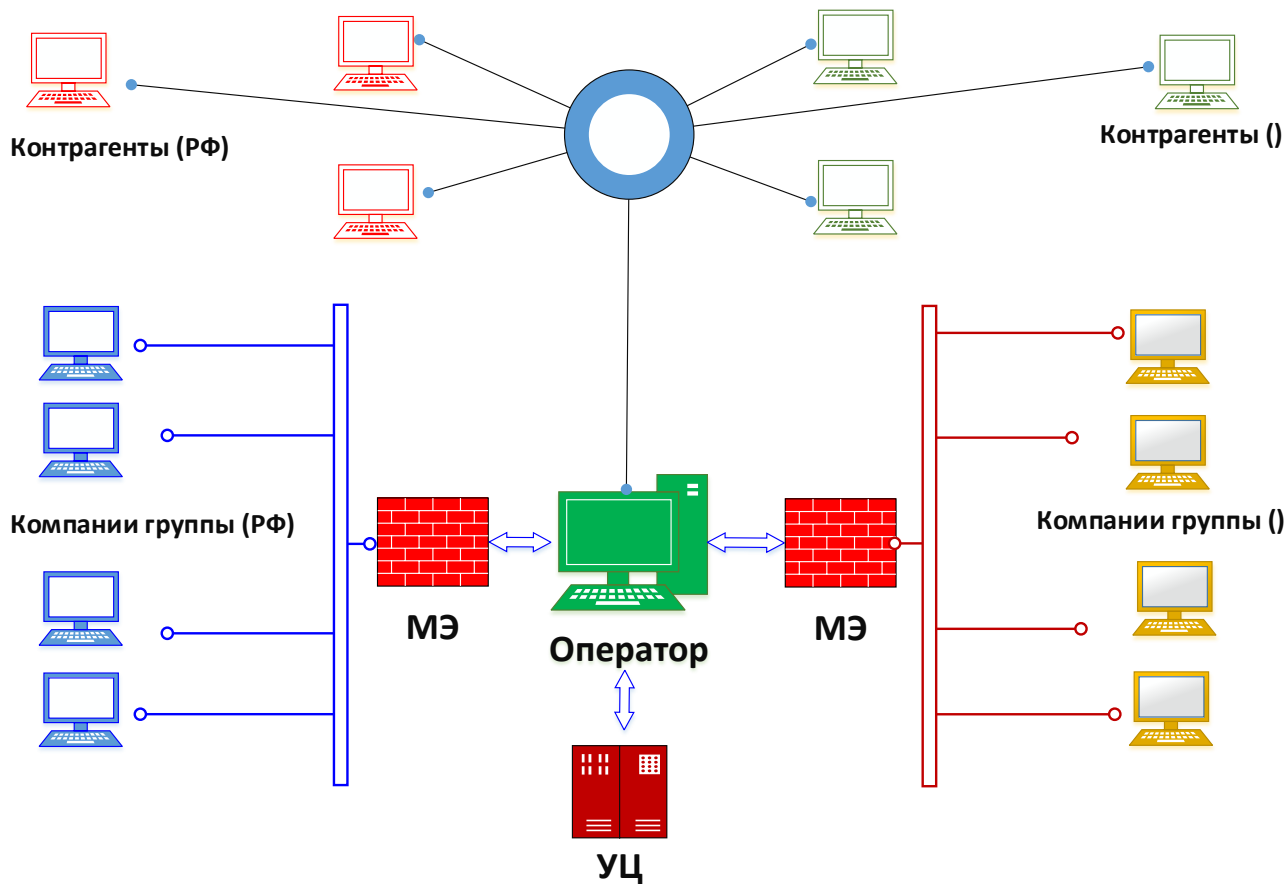 Контрагенты (РФ)
Контрагенты ()
Компании группы (РФ)
Компании группы ()
МЭ
Оператор
МЭ
УЦ